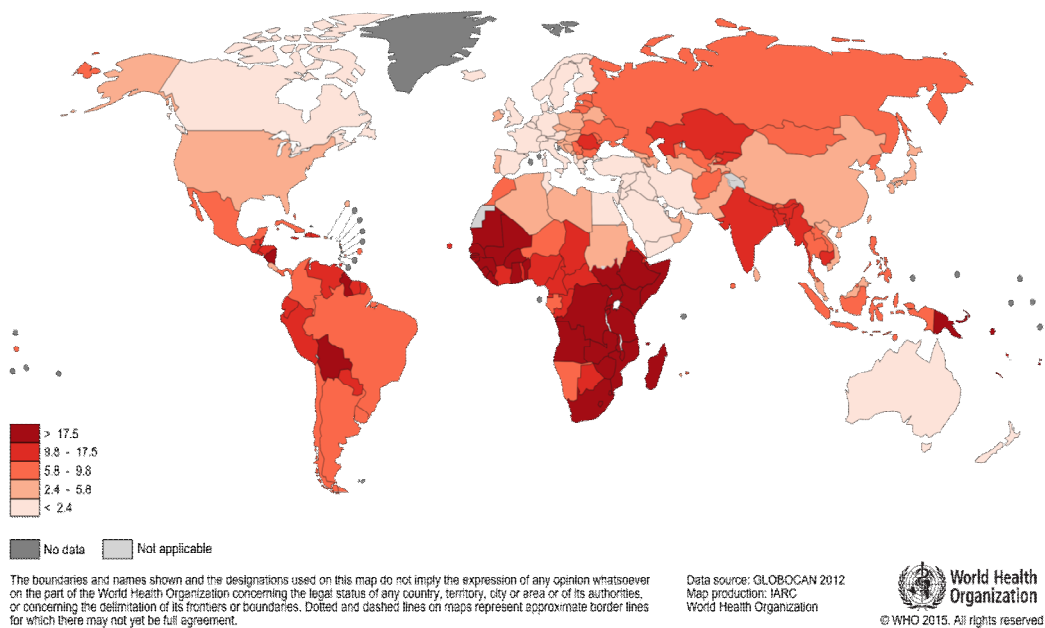 > 17.5
9.8 - 17.5
5.8 - 9.8
2.4 - 5.8
< 2.4
No data
Not applicable
The boundaries and names shown and the designations used on this map do not imply the expression of any opinion whatsoever
on the part of the World Health Organization concerning the legal status of any country, territory, city or area or of its authorities,
or concerning the delimitation of its frontiers or boundaries. Dotted and dashed lines on maps represent approximate border lines
for which there may not yet be full agreement.
Data source: GLOBOCAN 2012
Map production: IARC
World Health Organization
World Health
Organization
© WHO 2015. All rights reserved